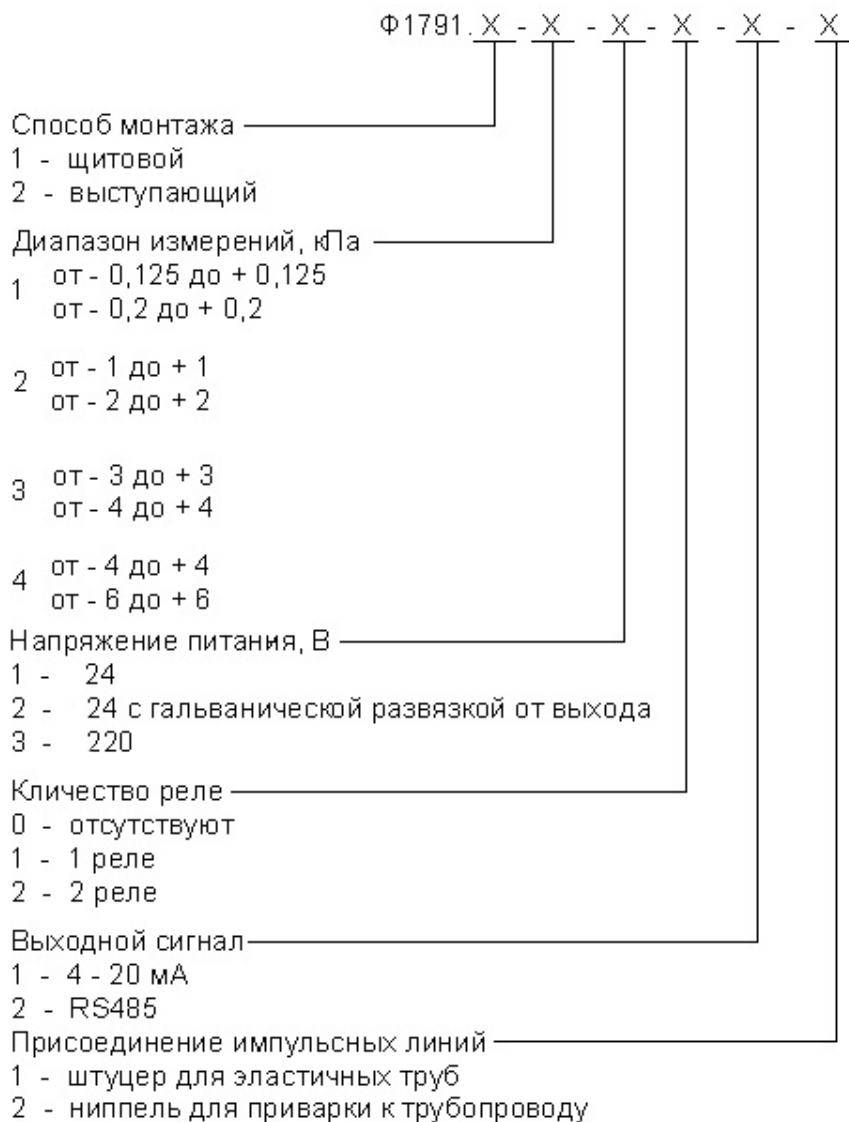 Ф1791. X - X - X - X - X - X
Способ монтажа
1 - щитовой
2 - выступающий
Диапазон измерений, кПа
1 от - 0,125 до + 0,125
от - 0,2 до + 0,2
2 от - 1 до + 1
от - 2 до + 2
3 от - 3 до + 3
от - 4 до + 4
4 от - 4 до + 4
от - 6 до + 6
Напряжение питания, В
1 - 24
2 - 24 с гальванической развязкой от выхода
3 - 220
Кличество реле
0 - отсутствуют
1 - 1 реле
2 - 2 реле
Выходной сигнал
1 - 4 - 20 мА
2 - RS485
Присоединение импульсных линий
1 - штуцер для эластичных труб
2 - ниппель для приварки к трубопроводу